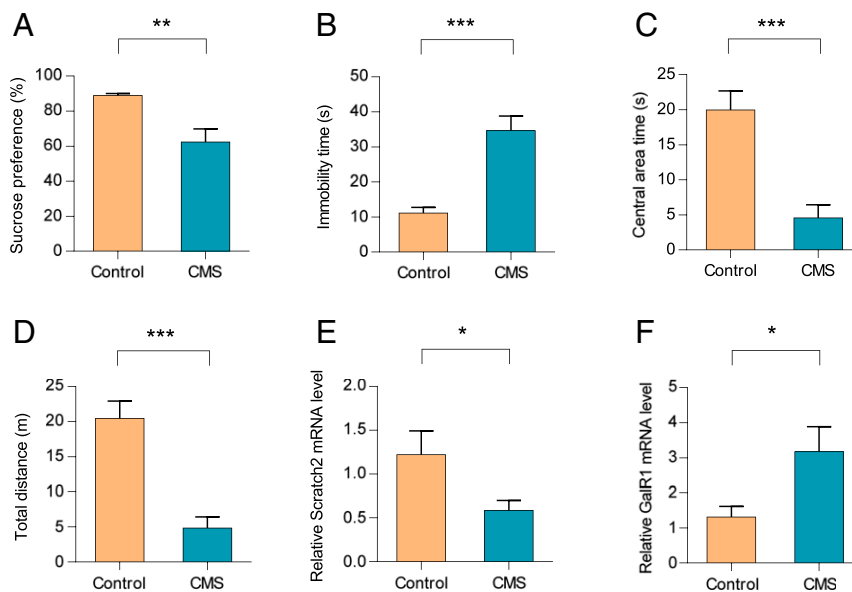 A
**
Sucrose preference (%)
100
80
60
40
20
0
Control CMS
B
***
Immobility time (s)
50
40
30
20
10
0
Control CMS
C
***
Central area time (s)
25
20
15
10
5
0
Control CMS
D
***
Total distance (m)
25
20
15
10
5
0
Control CMS
E
*
Relative Scratch2 mRNA level
2.0
1.5
1.0
0.5
0.0
Control CMS
F
*
Relative GalR1 mRNA level
5
4
3
2
1
0
Control CMS